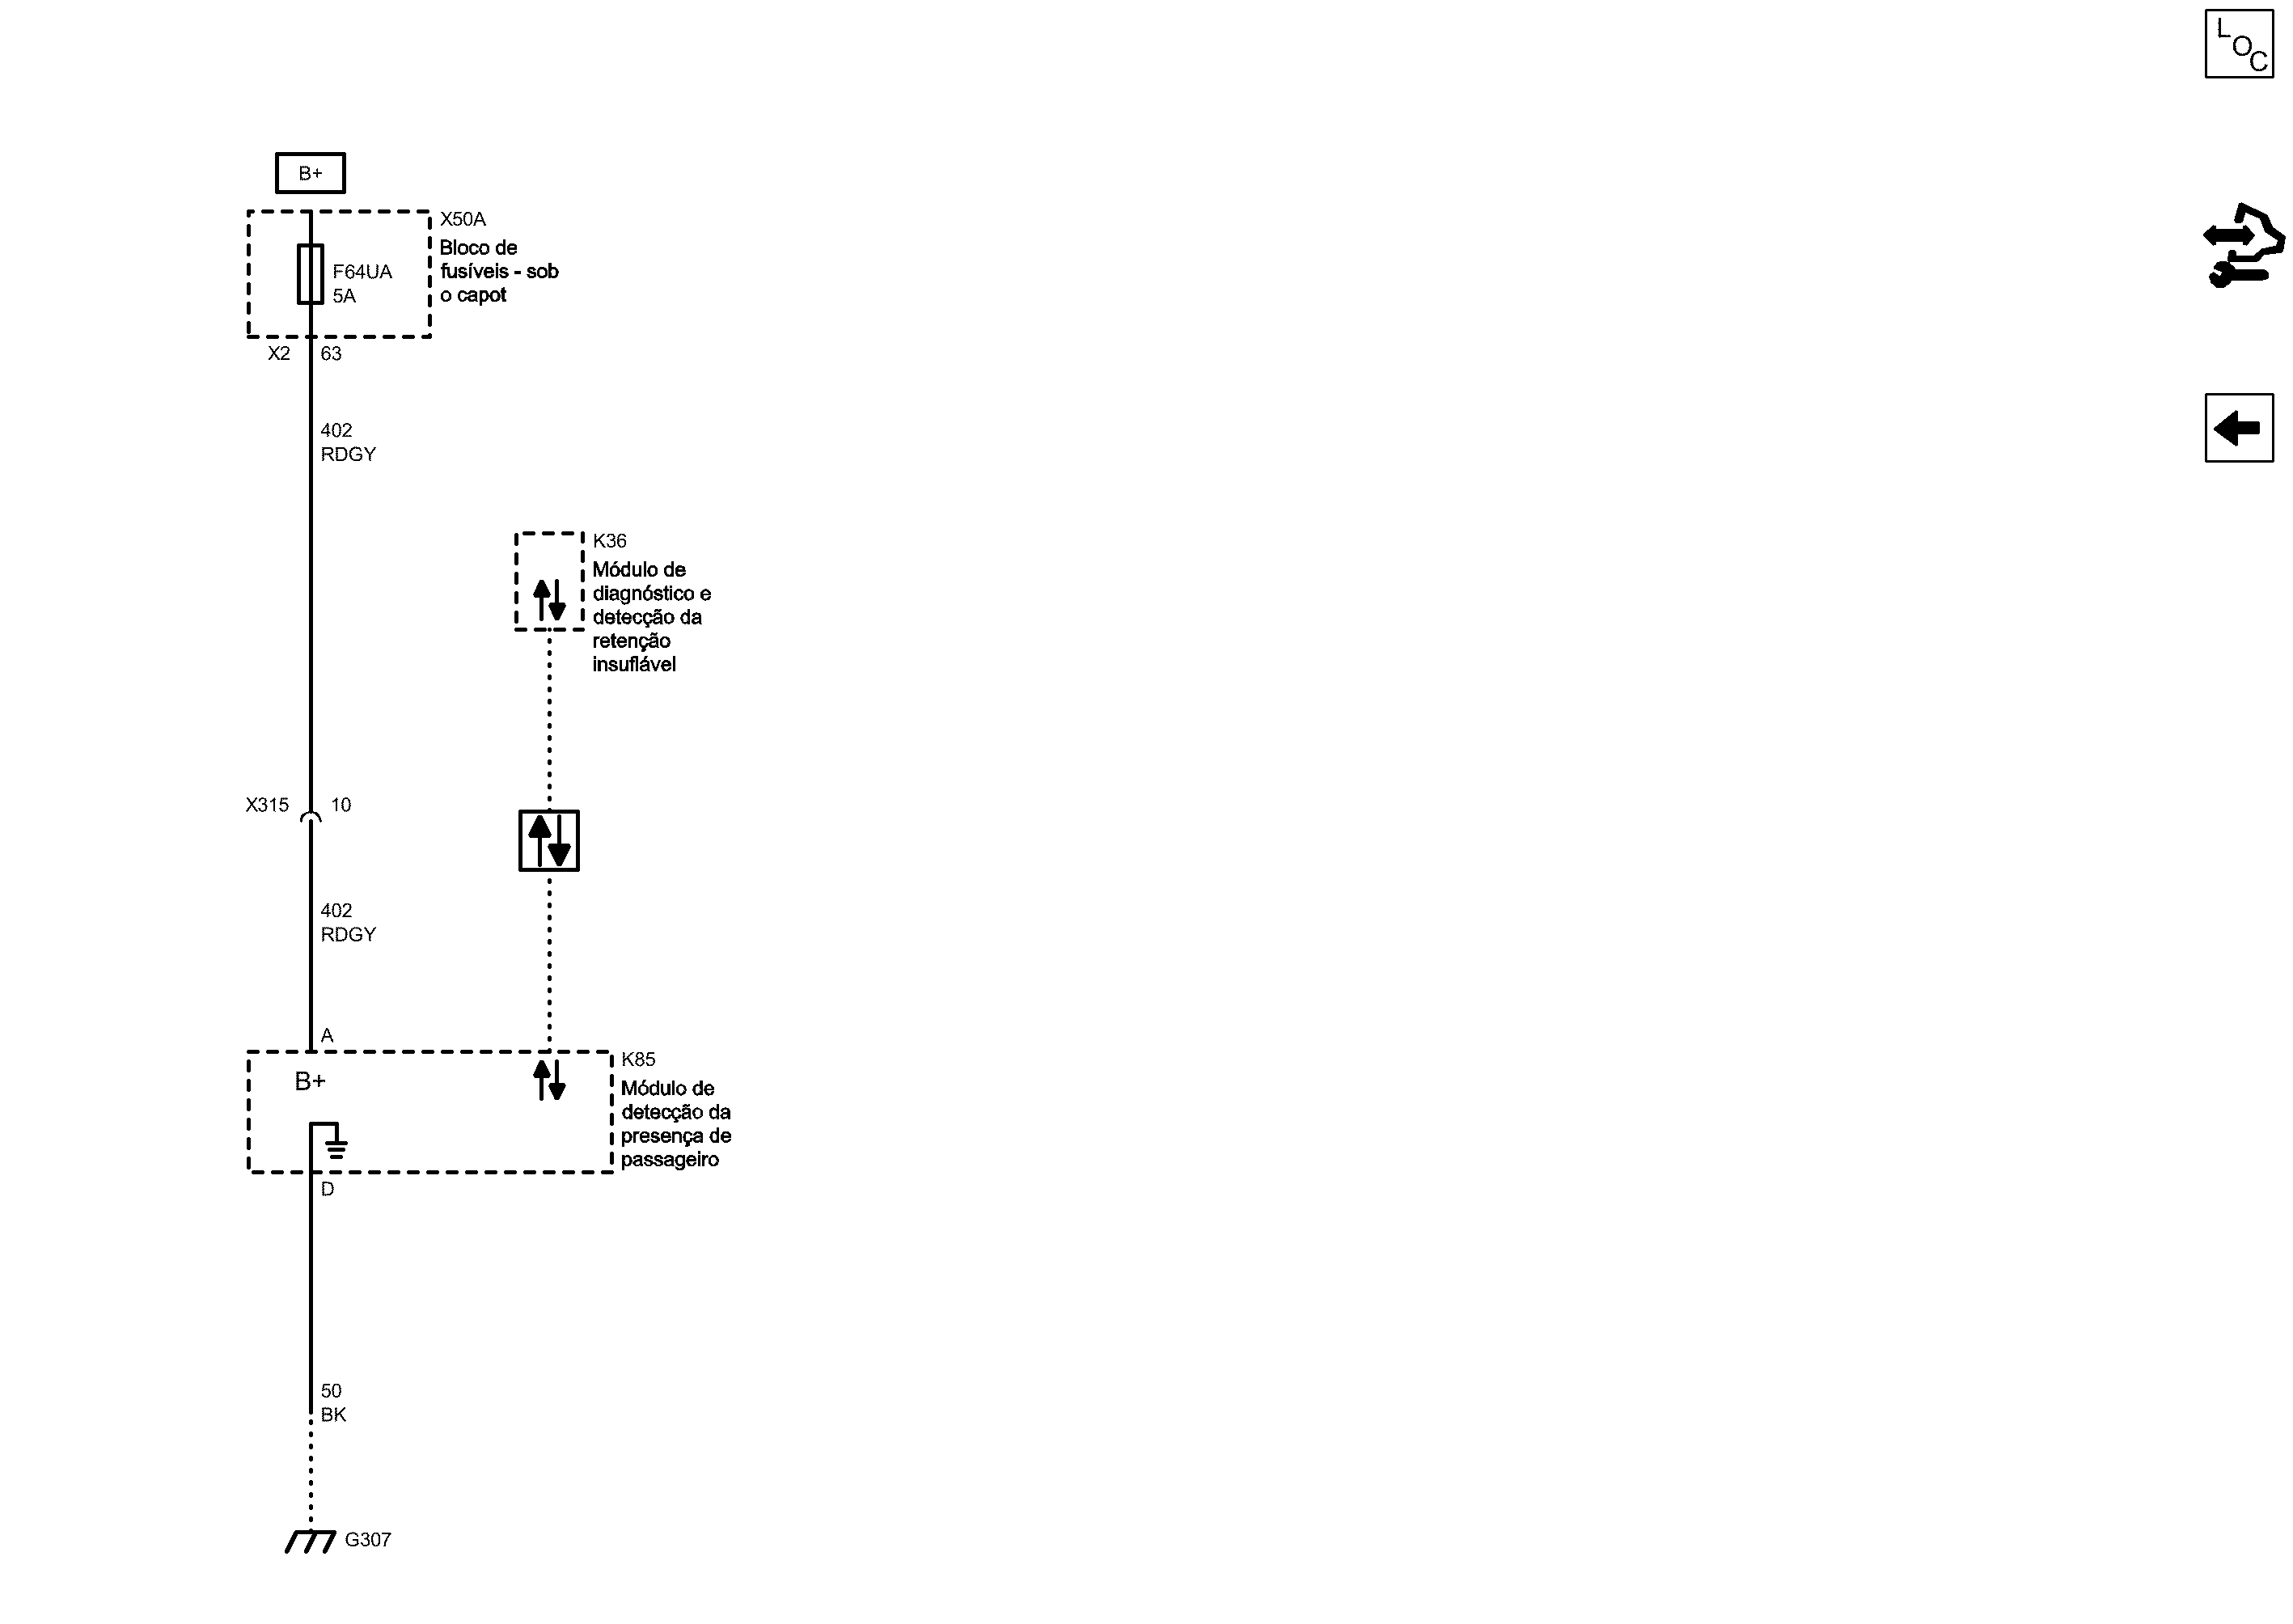 LOC
B+
X50A
Bloco de
fusíveis - sob
o capot
F64UA
5A
X2 63
402
RDGY
K36
Módulo de
diagnóstico e
detecção da
retenção
insuflável
X315 10
402
RDGY
A
K85
B+
Módulo de
detecção da
presença de
passageiro
D
50
BK
G307